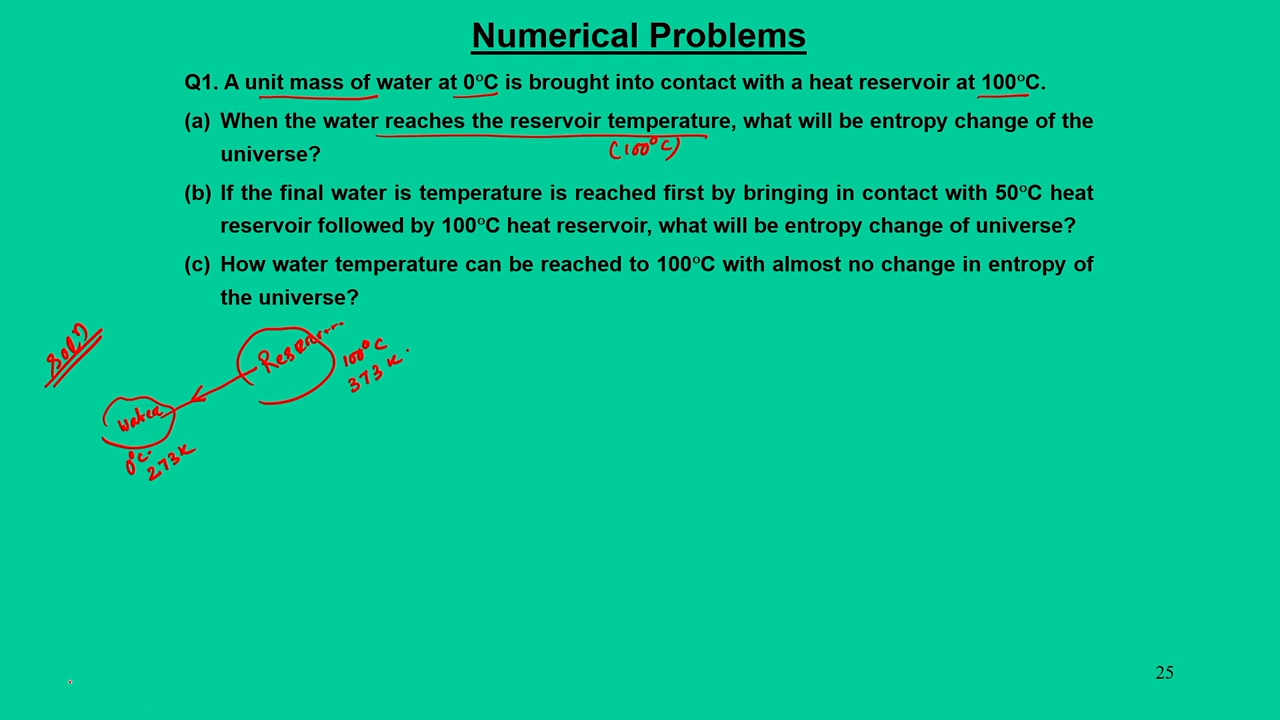 Numerical Problems
Q1. A unit mass of water at 0°C is brought into contact with a heat reservoir at 100°C.
(a) When the water reaches the reservoir temperature, what will be entropy change of the
(100°C)
universe?
(b) If the final water is temperature is reached first by bringing in contact with 50°C heat
reservoir followed by 100°C heat reservoir, what will be entropy change of universe?
(c) How water temperature can be reached to 100°C with almost no change in entropy of
the universe?
Sol)
100°C
373 K
water
0°C
273K
25